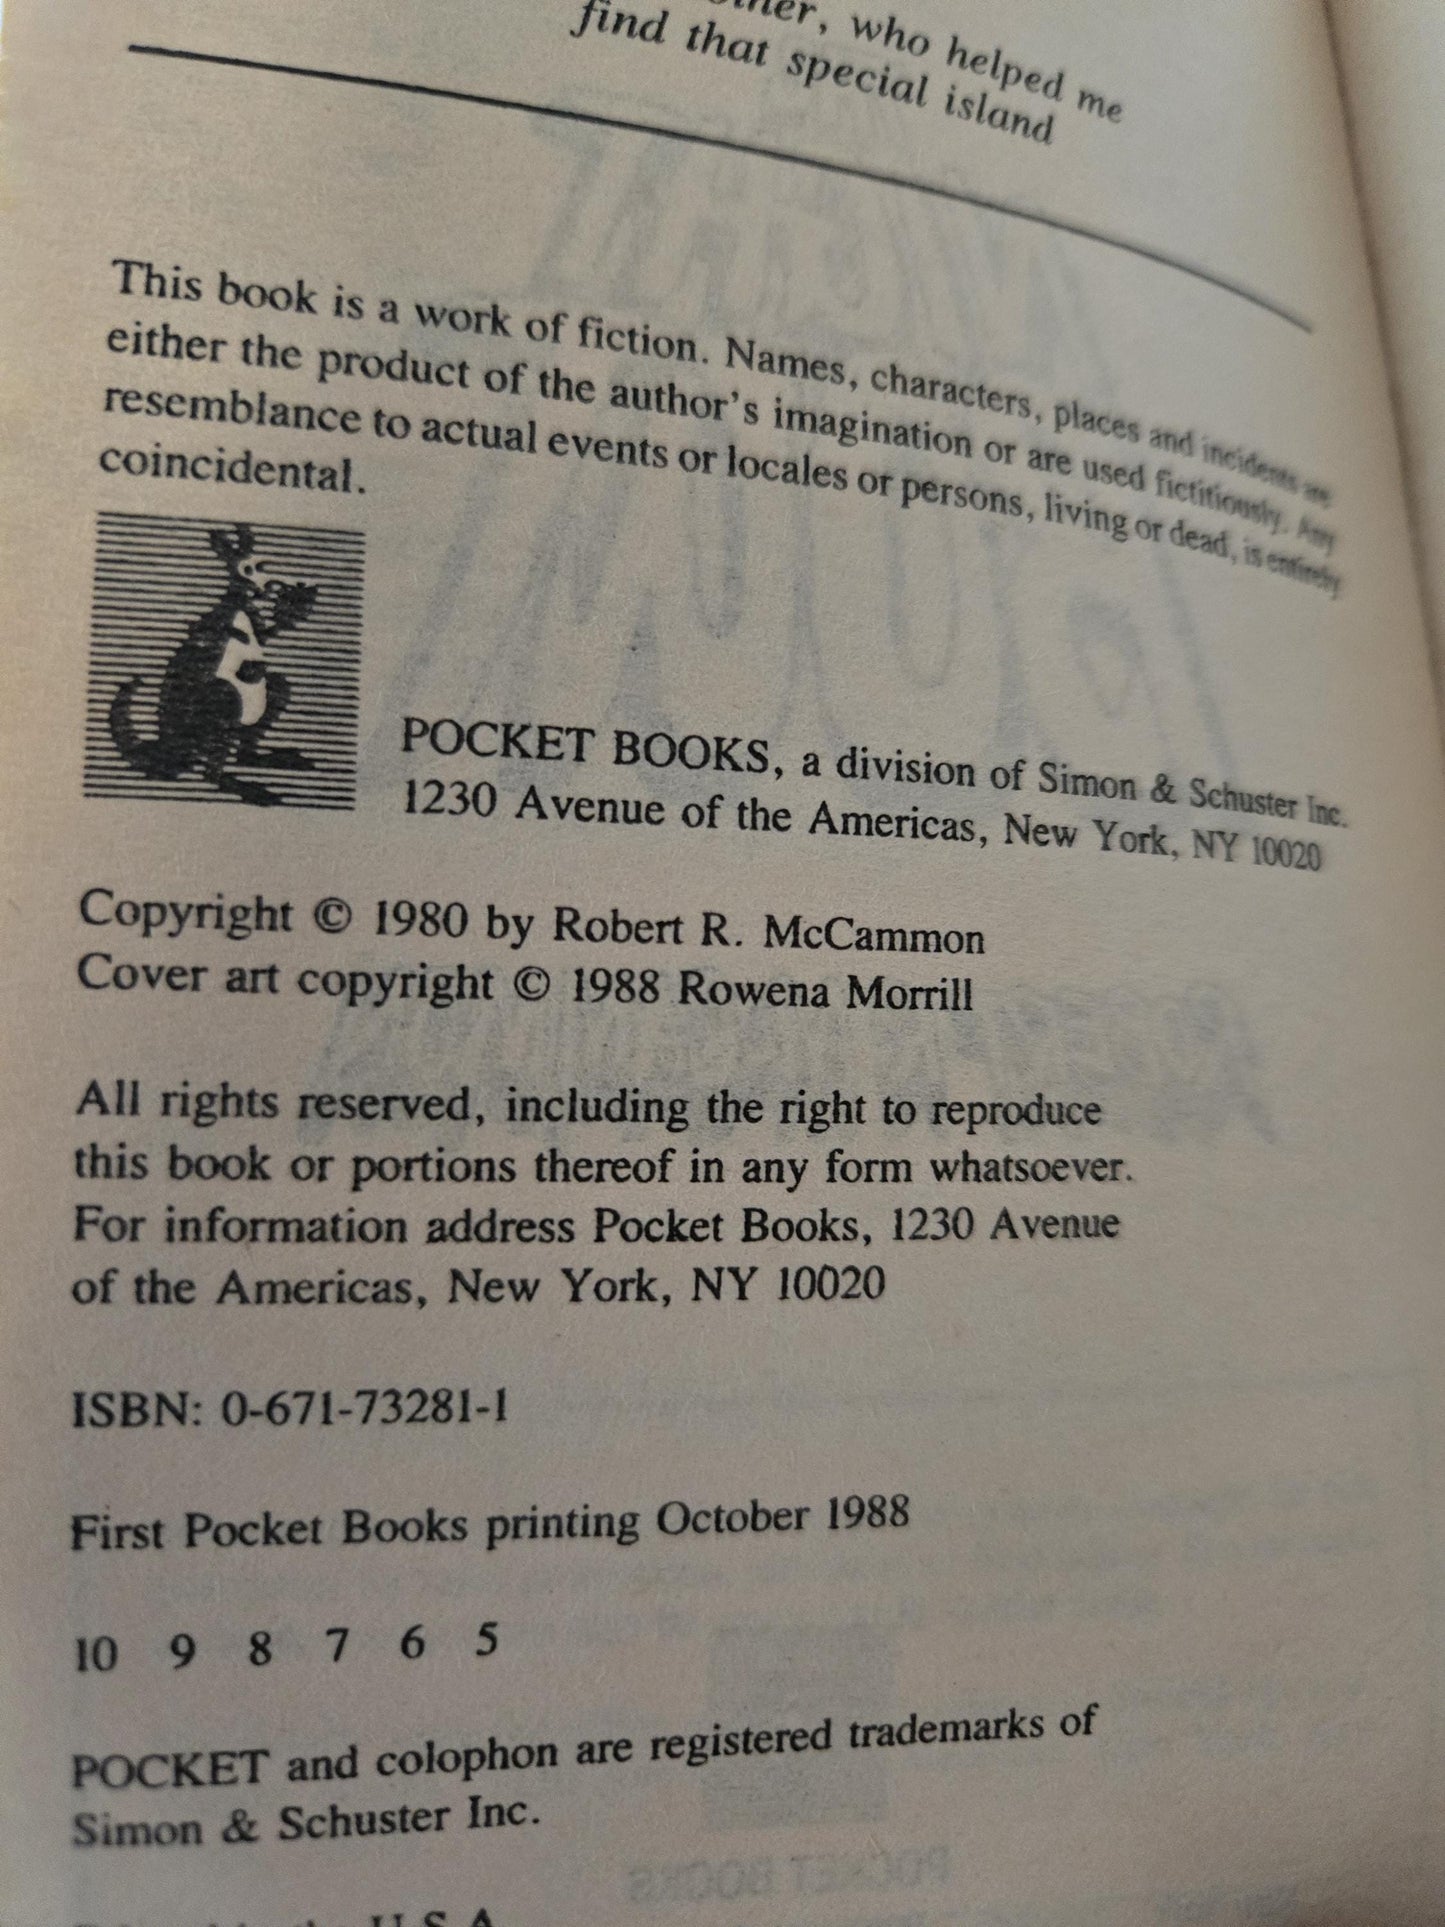 who helped me
find that special island
This book is a work of fiction. Names, characters, places and incidents are
either the product of the author's imagination or are used fictitiously. Any
resemblance to actual events or locales or persons, living or dead, is entirely
coincidental.
POCKET BOOKS, a division of Simon & Schuster Inc.
1230 Avenue of the Americas, New York, NY 10020
Copyright © 1980 by Robert R. McCammon
Cover art copyright © 1988 Rowena Morrill
All rights reserved, including the right to reproduce
this book or portions thereof in any form whatsoever.
For information address Pocket Books, 1230 Avenue
of the Americas, New York, NY 10020
ISBN: 0-671-73281-1
First Pocket Books printing October 1988
10 9 8 7 6 5
POCKET and colophon are registered trademarks of
Simon & Schuster Inc.
U.S.A.